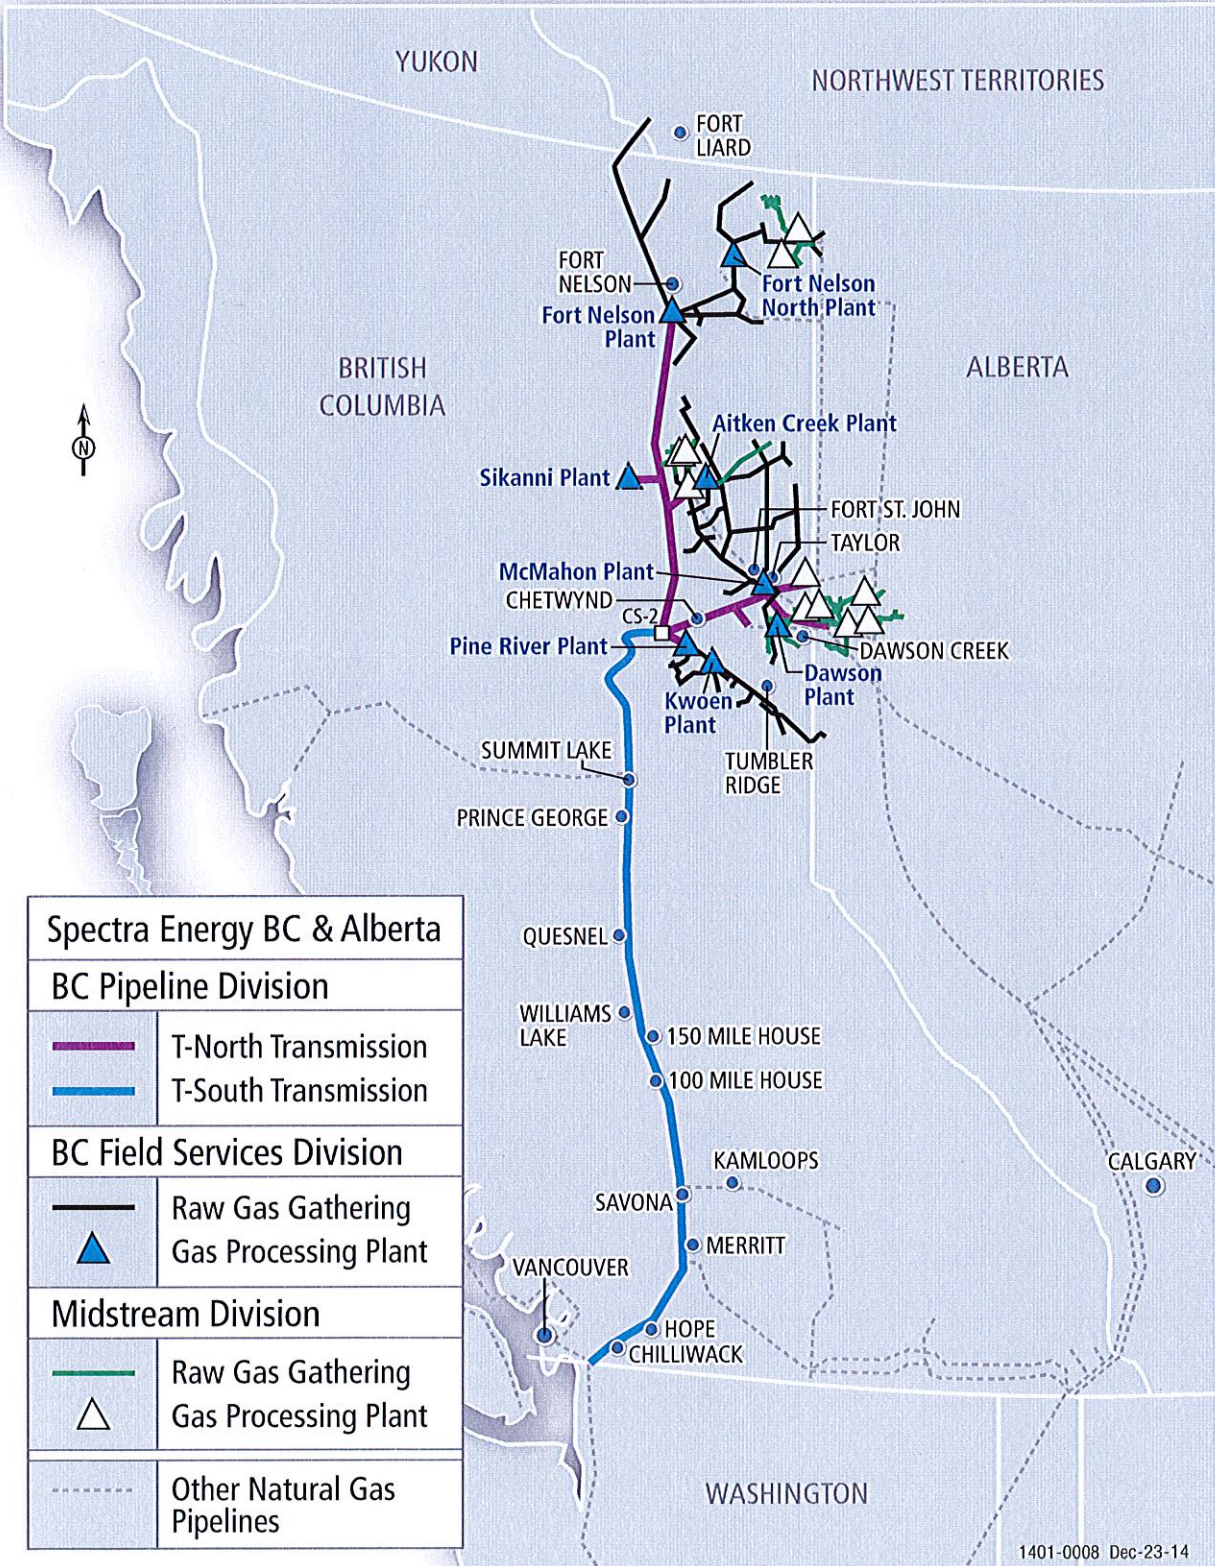 YUKON
NORTHWEST TERRITORIES
FORT
LIARD
FORT
NELSON
Fort Nelson
North Plant
Fort Nelson
Plant
BRITISH
COLUMBIA
ALBERTA
N
Aitken Creek Plant
Sikanni Plant
FORT ST. JOHN
TAYLOR
McMahon Plant
CHETWYND
CS-2
Pine River Plant
DAWSON CREEK
Dawson
Plant
Kwoen
Plant
TUMBLER
RIDGE
SUMMIT LAKE
PRINCE GEORGE
QUESNEL
WILLIAMS
LAKE
150 MILE HOUSE
100 MILE HOUSE
KAMLOOPS
CALGARY
SAVONA
MERRITT
VANCOUVER
HOPE
CHILLIWACK
WASHINGTON
Spectra Energy BC & Alberta
BC Pipeline Division
T-North Transmission
T-South Transmission
BC Field Services Division
Raw Gas Gathering
Gas Processing Plant
Midstream Division
Raw Gas Gathering
Gas Processing Plant
Other Natural Gas
Pipelines
1401-0008 Dec-23-14